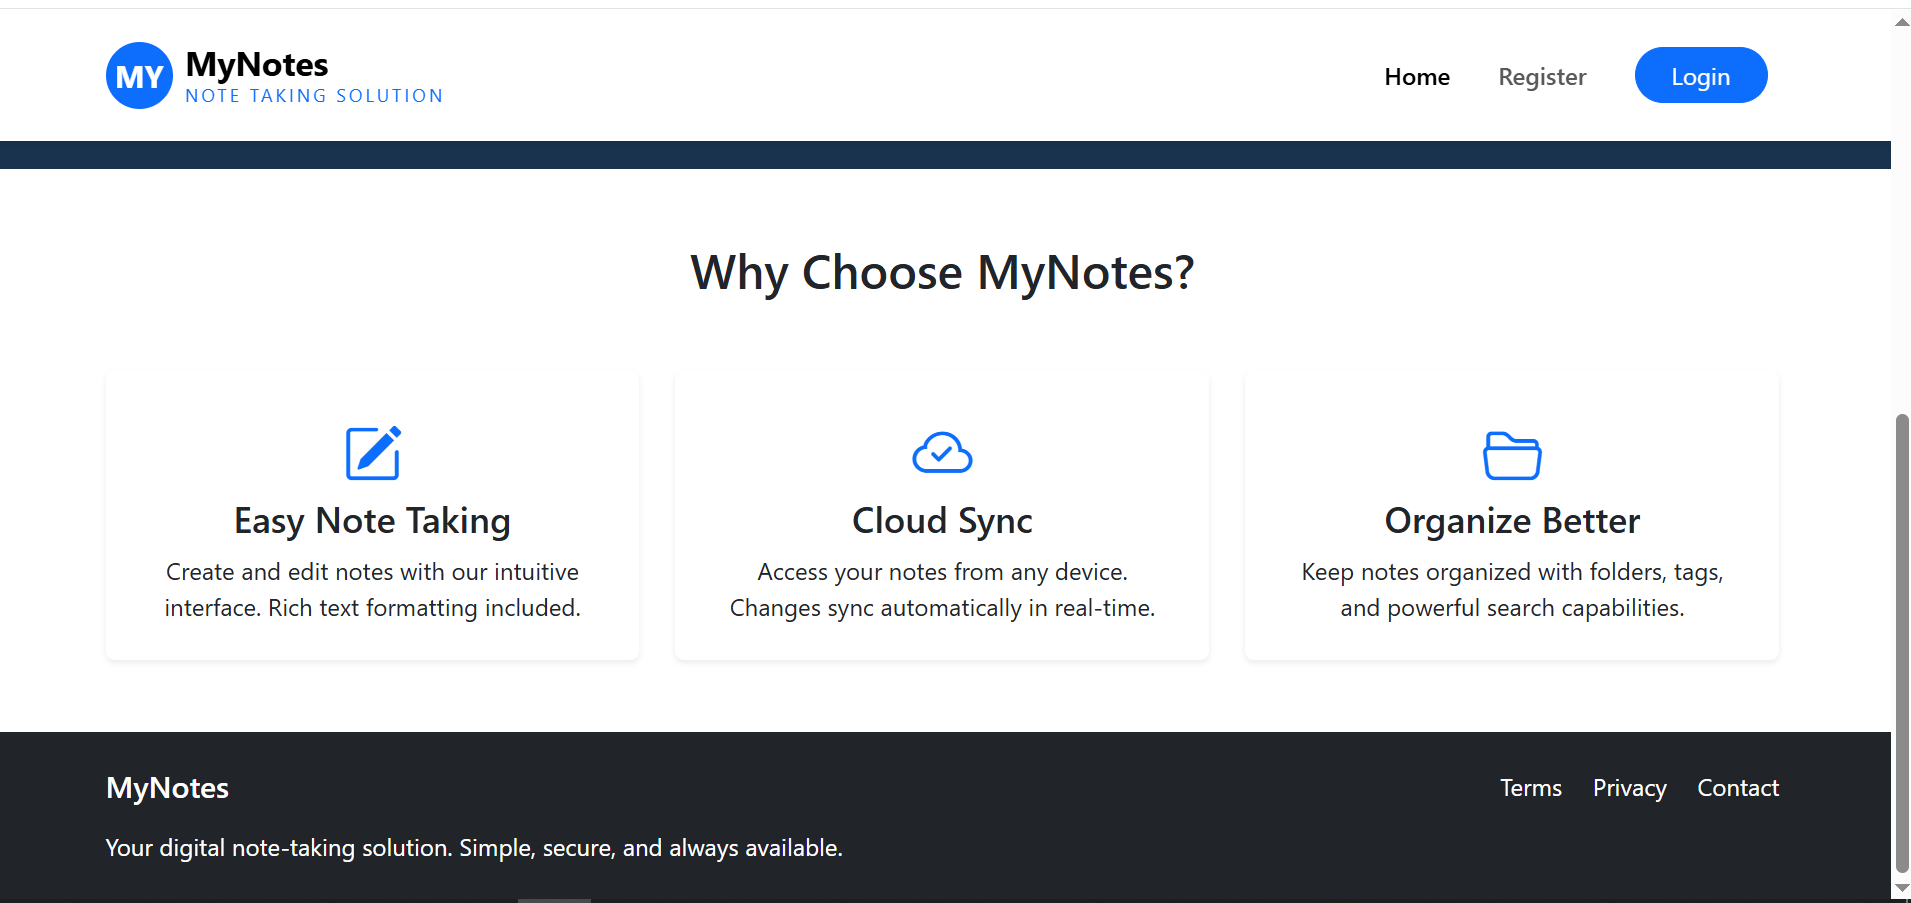 MY
MyNotes
NOTE TAKING SOLUTION
Home
Register
Login
Why Choose MyNotes?
Easy Note Taking
Create and edit notes with our intuitive
interface. Rich text formatting included.
Cloud Sync
Access your notes from any device.
Changes sync automatically in real-time.
Organize Better
Keep notes organized with folders, tags,
and powerful search capabilities.
MyNotes
Your digital note-taking solution. Simple, secure, and always available.
Terms
Privacy
Contact